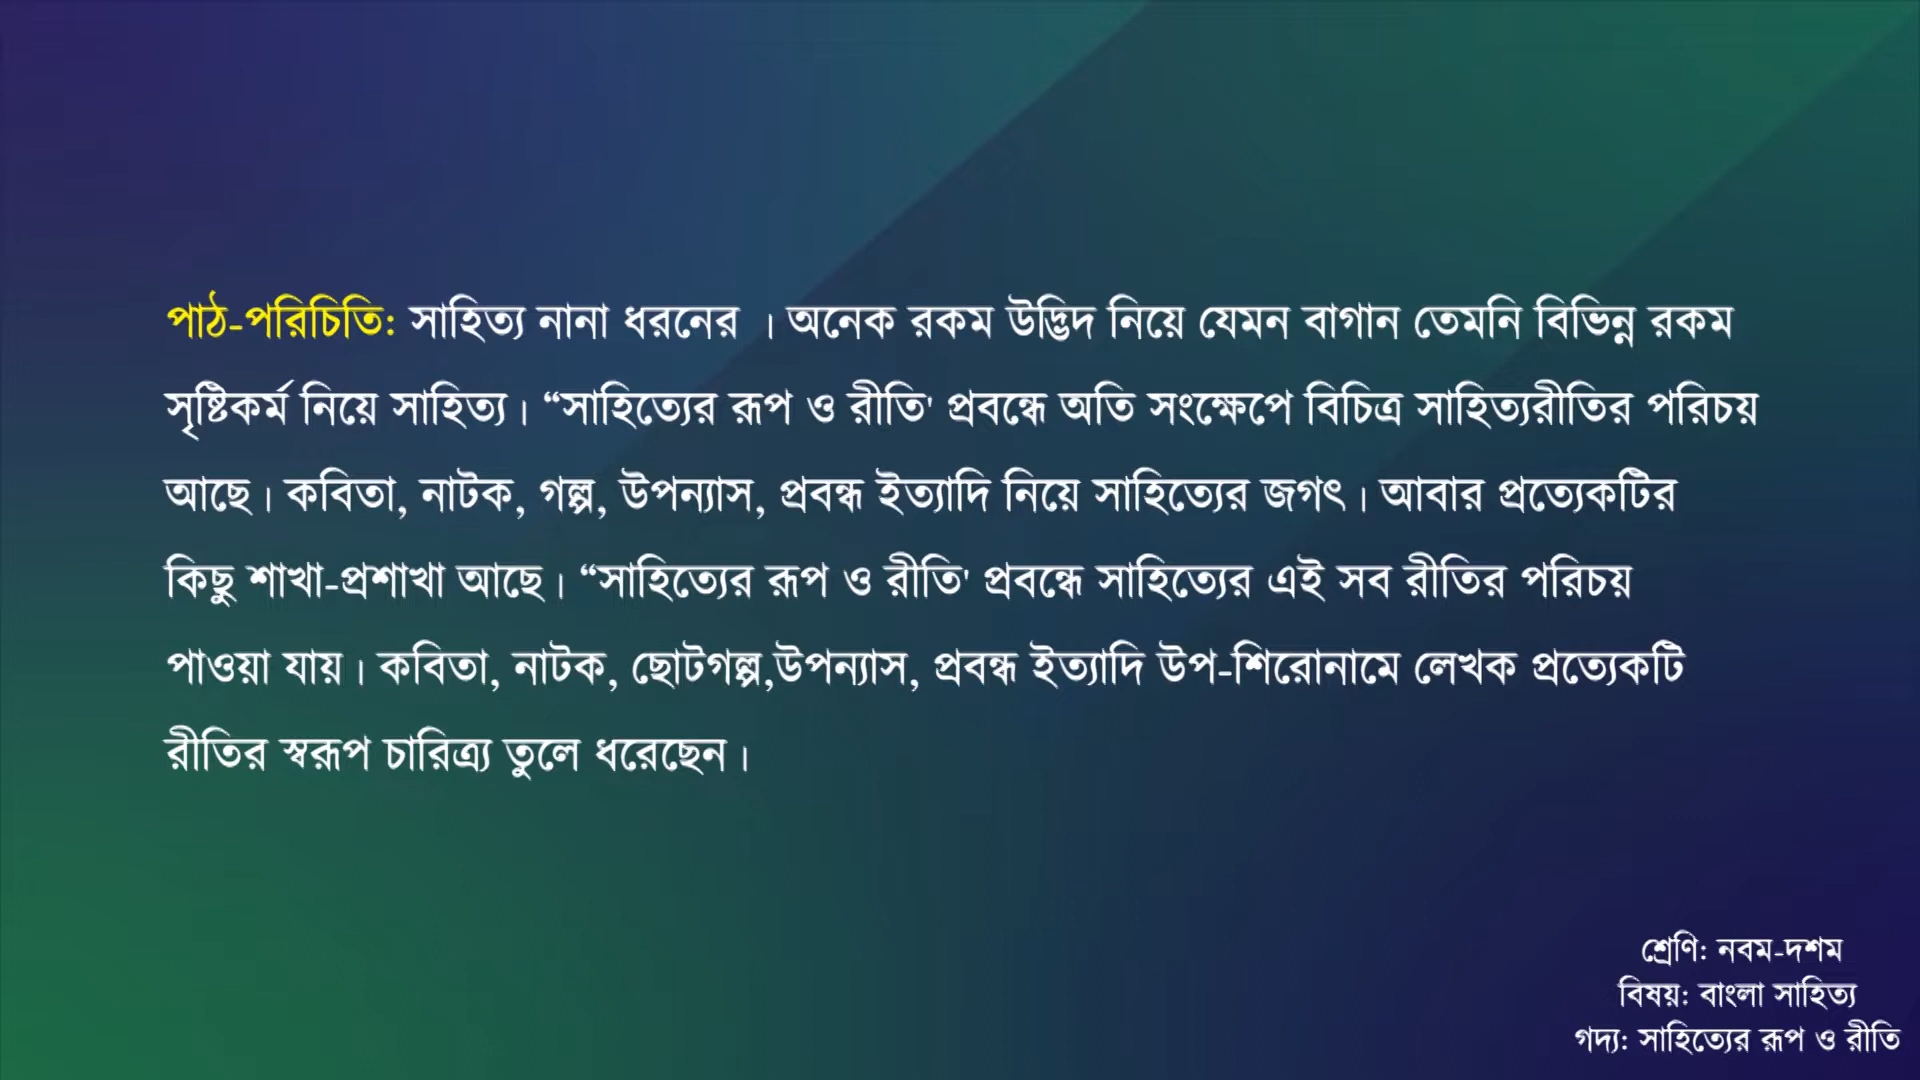 পাঠ-পরিচিতি: সাহিত্য নানা ধরনের । অনেক রকম উদ্ভিদ নিয়ে যেমন বাগান তেমনি বিভিন্ন রকম
সৃষ্টিকর্ম নিয়ে সাহিত্য। “সাহিত্যের রূপ ও রীতি' প্রবন্ধে অতি সংক্ষেপে বিচিত্র সাহিত্যরীতির পরিচয়
আছে। কবিতা, নাটক, গল্প, উপন্যাস, প্রবন্ধ ইত্যাদি নিয়ে সাহিত্যের জগৎ। আবার প্রত্যেকটির
কিছু শাখা-প্রশাখা আছে। “সাহিত্যের রূপ ও রীতি' প্রবন্ধে সাহিত্যের এই সব রীতির পরিচয়
পাওয়া যায়। কবিতা, নাটক, ছোটগল্প,উপন্যাস, প্রবন্ধ ইত্যাদি উপ-শিরোনামে লেখক প্রত্যেকটি
রীতির স্বরূপ চারিত্র্য তুলে ধরেছেন।
শ্রেণি: নবম-দশম
বিষয়: বাংলা সাহিত্য
গদ্য: সাহিত্যের রূপ ও রীতি